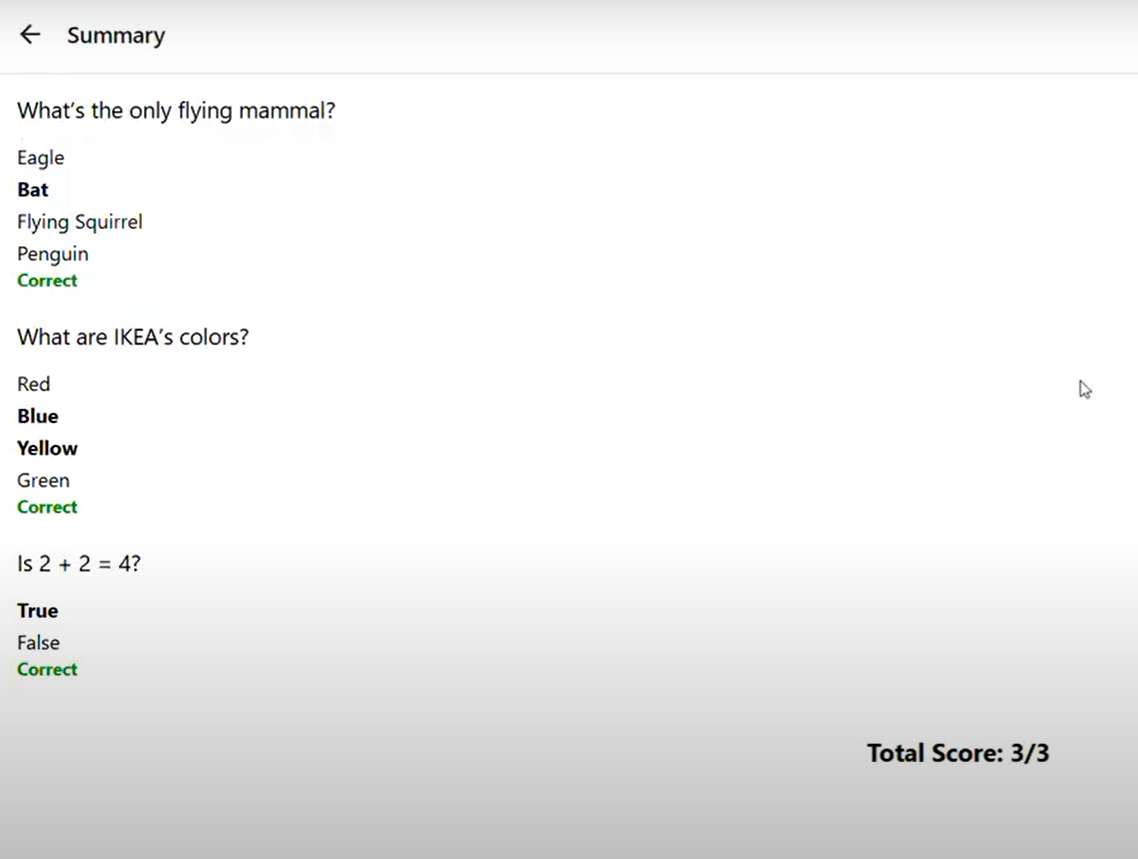 Summary
What's the only flying mammal?
Eagle
Bat
Flying Squirrel
Penguin
Correct
What are IKEA's colors?
Red
Blue
Yellow
Green
Correct
Is 2 + 2 = 4?
True
False
Correct
Total Score: 3/3